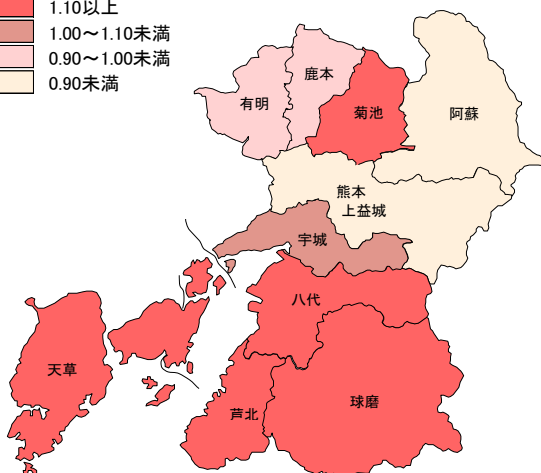 1.10以上
1.00～1.10未満
0.90～1.00未満
0.90未満
鹿本
有明
菊池
阿蘇
熊本
上益城
宇城
八代
天草
球磨
芦北